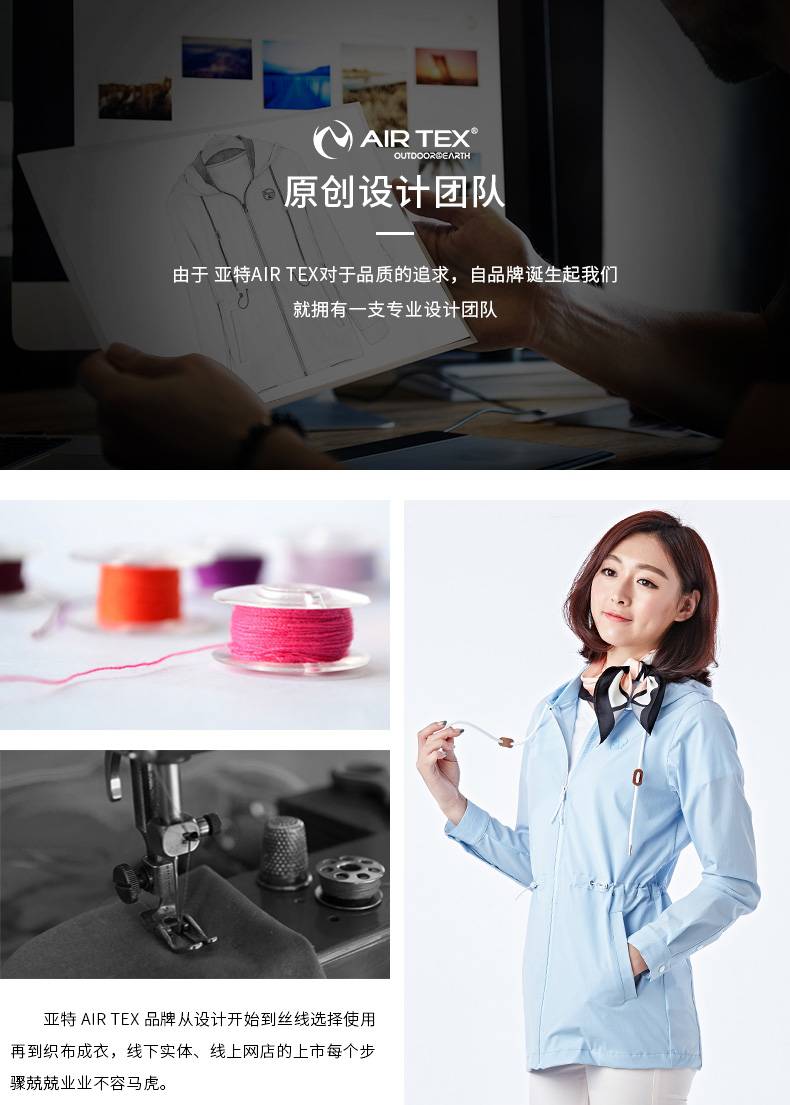 AIR TEX®
OUTDOOR@EARTH
原创设计团队
由于 亚特AIR TEX对于品质的追求，自品牌诞生起我们
就拥有一支专业设计团队
亚特 AIR TEX 品牌从设计开始到丝线选择使用
再到织布成衣，线下实体、线上网店的上市每个步
骤兢兢业业不容马虎。